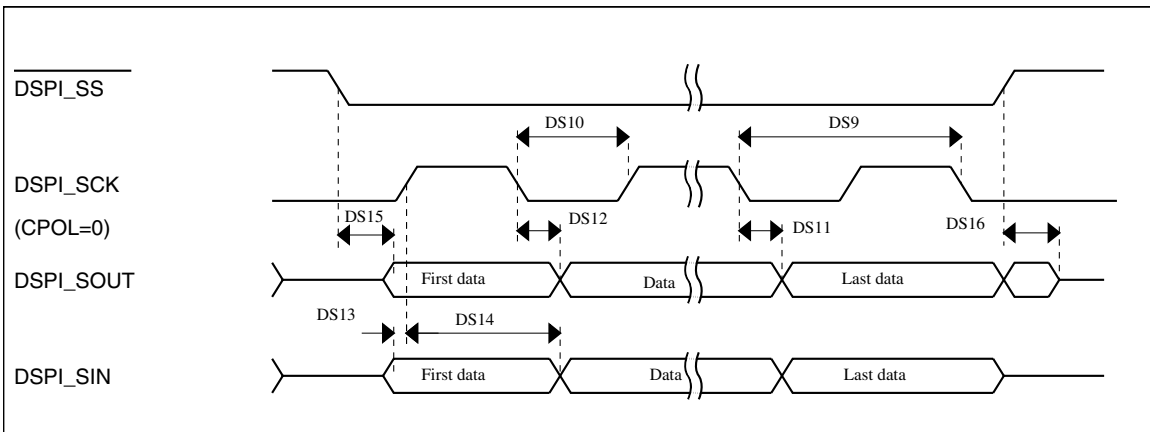 DSPI_SS
DS10
DS9
DSPI_SCK
(CPOL=0)
DS15
DS12
DS11
DS16
DSPI_SOUT
First data
Data
Last data
DS13
DS14
DSPI_SIN
First data
Data
Last data